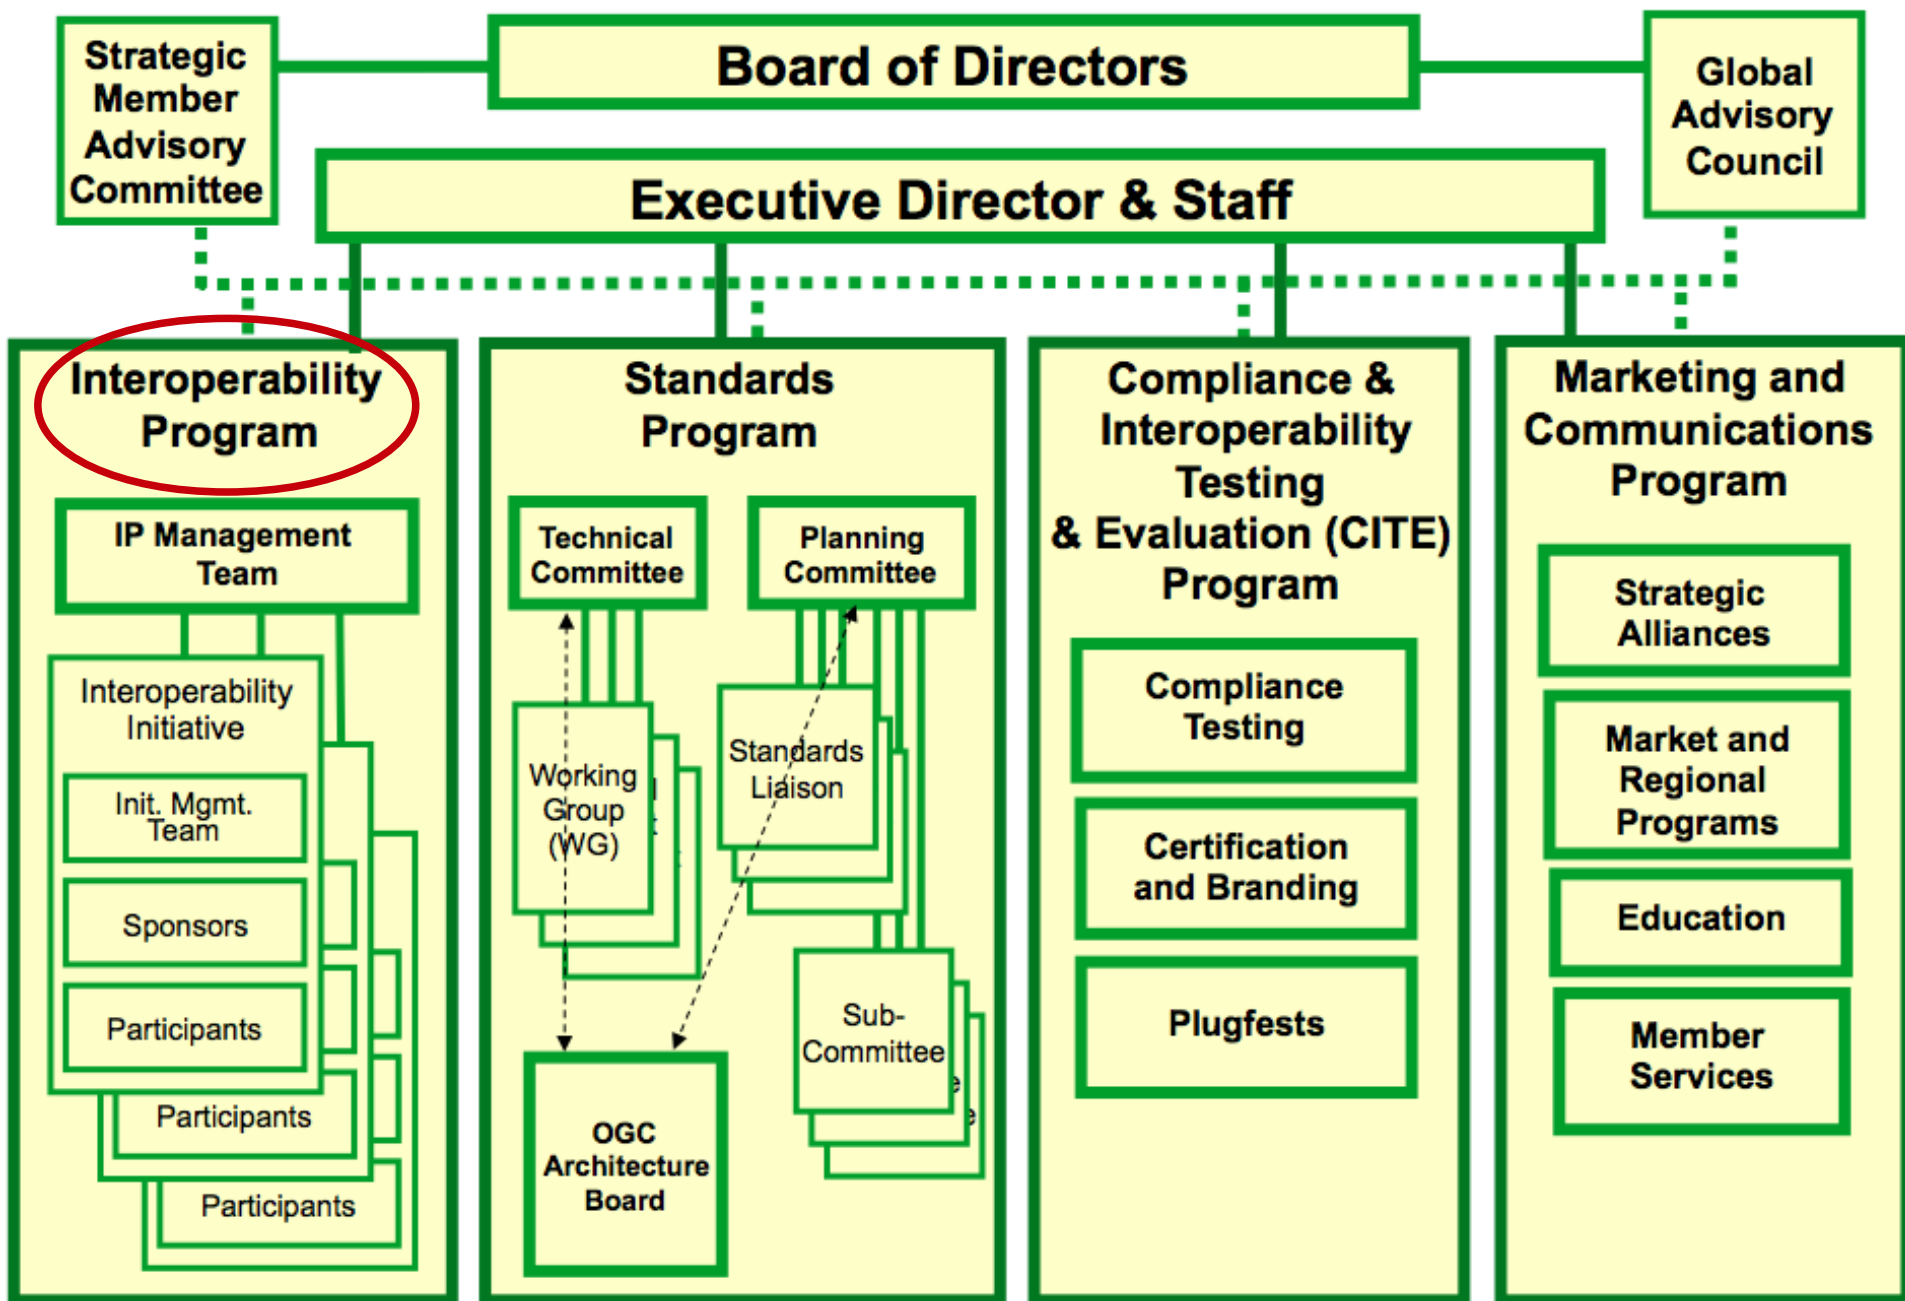 Strategic
Member
Advisory
Committee
Board of Directors
Global
Advisory
Council
Executive Director & Staff
Interoperability
Program
IP Management
Team
Interoperability
Initiative
Init. Mgmt.
Team
Sponsors
Participants
Participants
Participants
Standards
Program
Technical
Committee
Planning
Committee
Working
Group
(WG)
Standards
Liaison
Sub-
Committee
OGC
Architecture
Board
Compliance &
Interoperability
Testing
& Evaluation (CITE)
Program
Compliance
Testing
Certification
and Branding
Plugfests
Marketing and
Communications
Program
Strategic
Alliances
Market and
Regional
Programs
Education
Member
Services